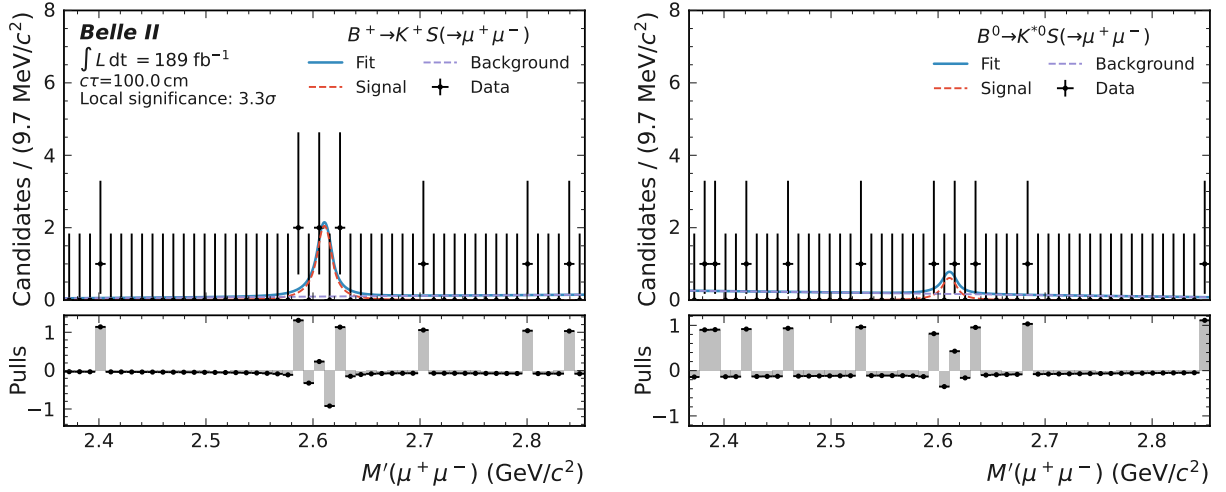 Belle II
∫ L dt = 189 fb⁻¹
cτ=100.0 cm
Local significance: 3.3σ
B⁺→K⁺S(→μ⁺μ⁻)
Fit
Background
Signal
Data
Candidates / (9.7 MeV/c²)
8
6
4
2
0
Pulls
1
0
−1
2.4
2.5
2.6
2.7
2.8
M′(μ⁺μ⁻) (GeV/c²)
B⁰→K*⁰S(→μ⁺μ⁻)
Fit
Background
Signal
Data
Candidates / (9.7 MeV/c²)
8
6
4
2
0
Pulls
1
0
−1
2.4
2.5
2.6
2.7
2.8
M′(μ⁺μ⁻) (GeV/c²)